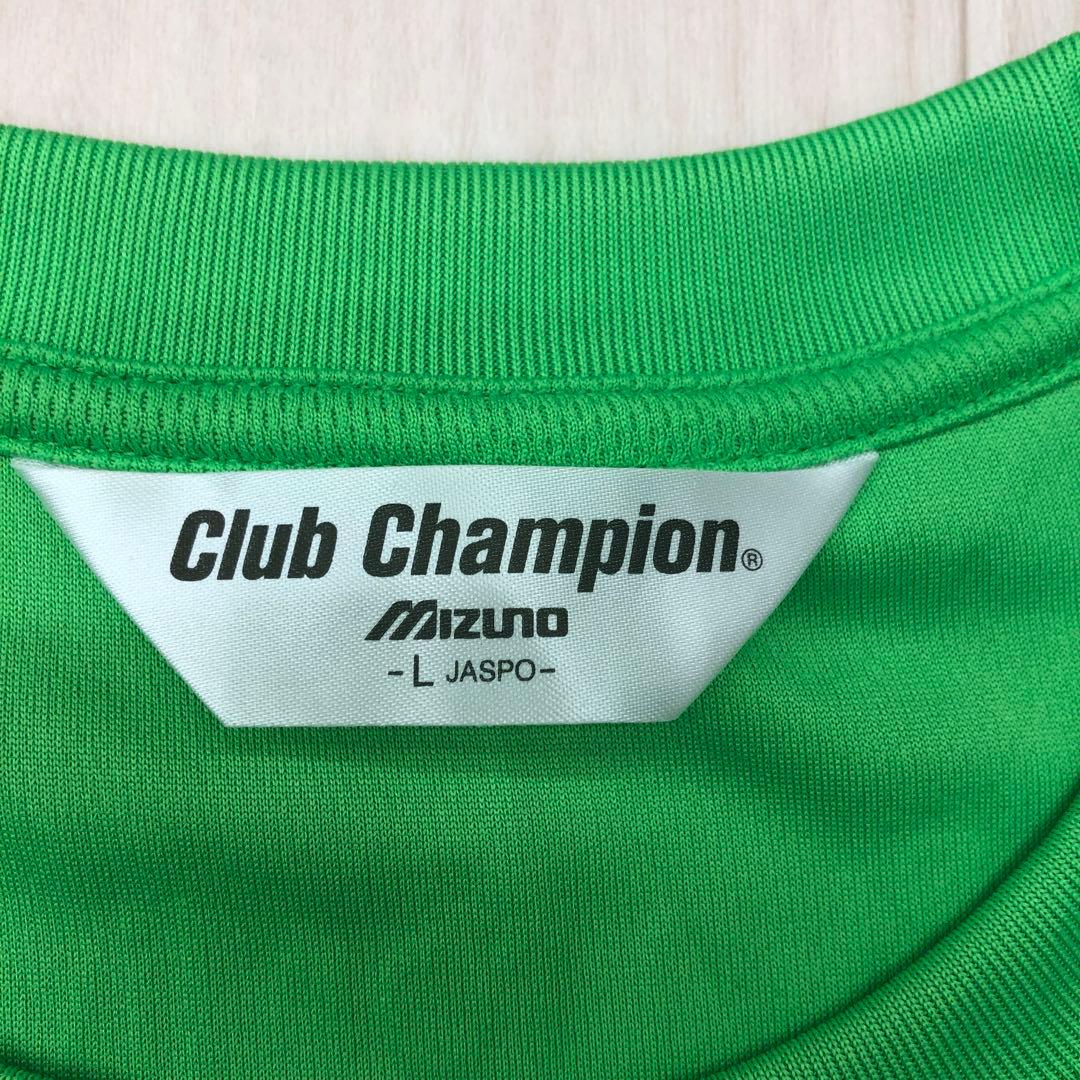 Club Champion®
Mizuno
-L JASPO-